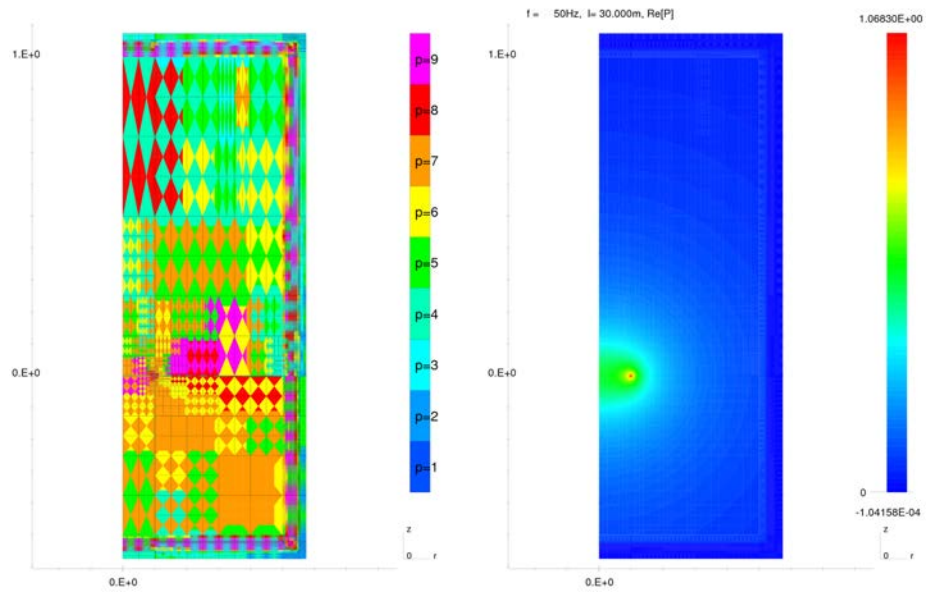 f = 50Hz, l= 30.000m, Re[P]
1.06830E+00
1.E+0
p=9
p=8
p=7
p=6
p=5
p=4
p=3
p=2
p=1
0.E+0
z
0 r
0.E+0
1.E+0
0.E+0
0
-1.04158E-04
z
0 r
0.E+0